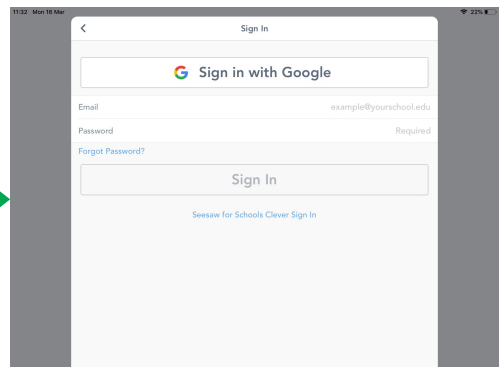 11:32 Mon 16 Mar
22%
Sign In
Sign in with Google
Email
example@yourschool.edu
Password
Required
Forgot Password?
Sign In
Seesaw for Schools Clever Sign In